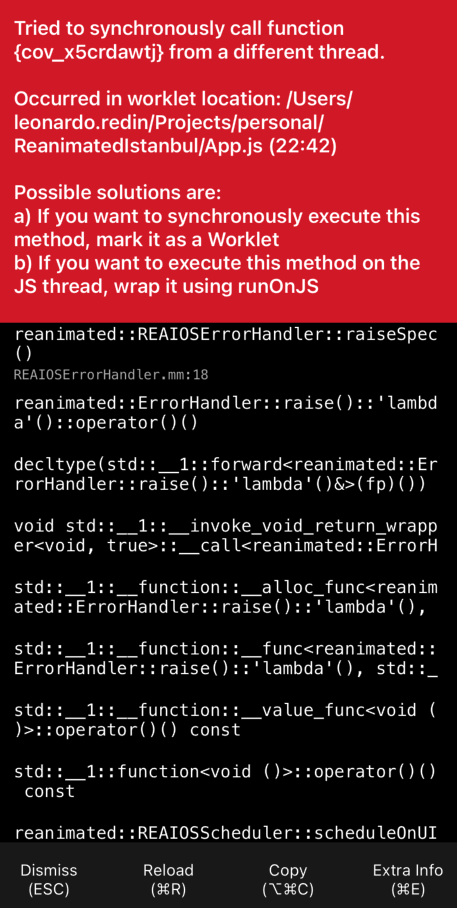 Tried to synchronously call function
{cov_x5crdawtj} from a different thread.
Occurred in worklet location: /Users/
leonardo.redin/Projects/personal/
ReanimatedIstanbul/App.js (22:42)
Possible solutions are:
a) If you want to synchronously execute this
method, mark it as a Worklet
b) If you want to execute this method on the
JS thread, wrap it using runOnJS
reanimated::REAIOSErrorHandler::raiseSpec
()
REAIOSErrorHandler.mm:18
reanimated::ErrorHandler::raise()::'lambd
a'()::operator()()
decltype(std::__1::forward<reanimated::Er
rorHandler::raise()::'lambda'()&>(fp)())
void std::__1::__invoke_void_return_wrapp
er<void, true>::__call<reanimated::ErrorH
std::__1::__function::__alloc_func<reanim
ated::ErrorHandler::raise()::'lambda'(),
std::__1::__function::__func<reanimated::
ErrorHandler::raise()::'lambda'(), std::_
std::__1::__function::__value_func<void (
)>::operator()() const
std::__1::function<void ()>::operator()()
const
reanimated::REAIOSScheduler::scheduleOnUI
Dismiss
(ESC)
Reload
(⌘R)
Copy
(⌥⌘C)
Extra Info
(⌘E)